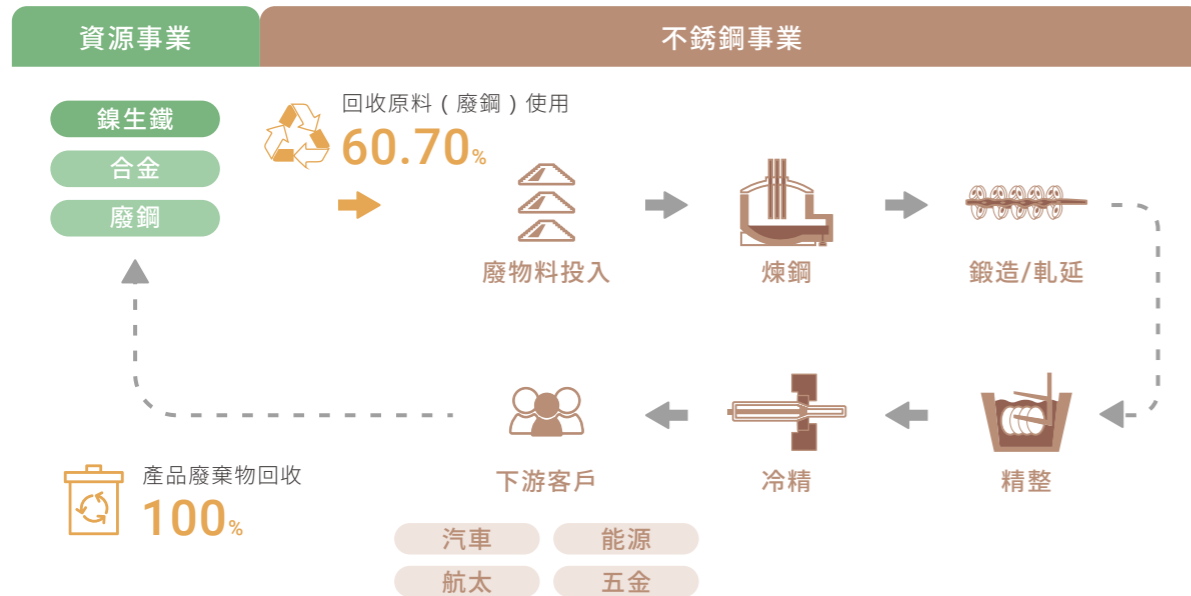 資源事業
不銹鋼事業
鎳生鐵
合金
廢鋼
回收原料（廢鋼）使用
60.70%
廢物料投入
煉鋼
鍛造/軋延
下游客戶
冷精
精整
產品廢棄物回收
100%
汽車
能源
航太
五金